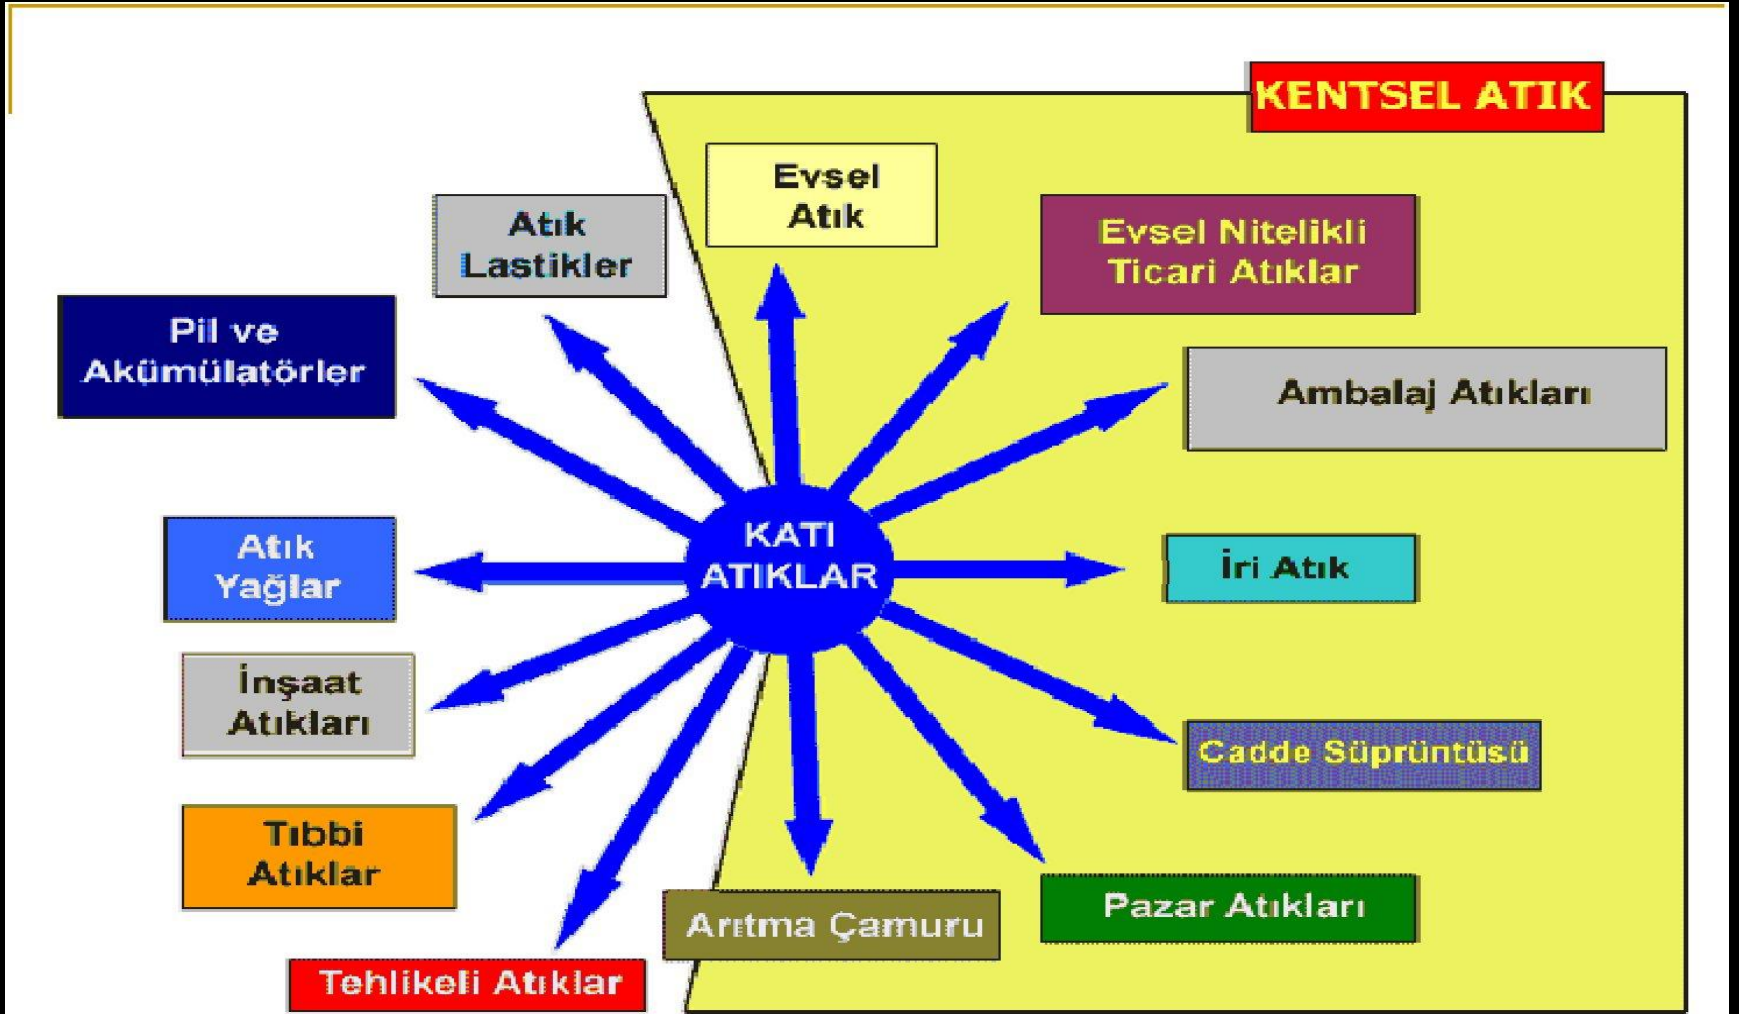 KENTSEL ATIK
Evsel
Atık
Atık
Lastikler
Evsel Nitelikli
Ticari Atıklar
Pil ve
Akümülatörler
Ambalaj Atıkları
KATI
ATIKLAR
Atık
Yağlar
İri Atık
İnşaat
Atıkları
Cadde Süprüntüsü
Tıbbi
Atıklar
Pazar Atıkları
Arıtma Çamuru
Tehlikeli Atıklar